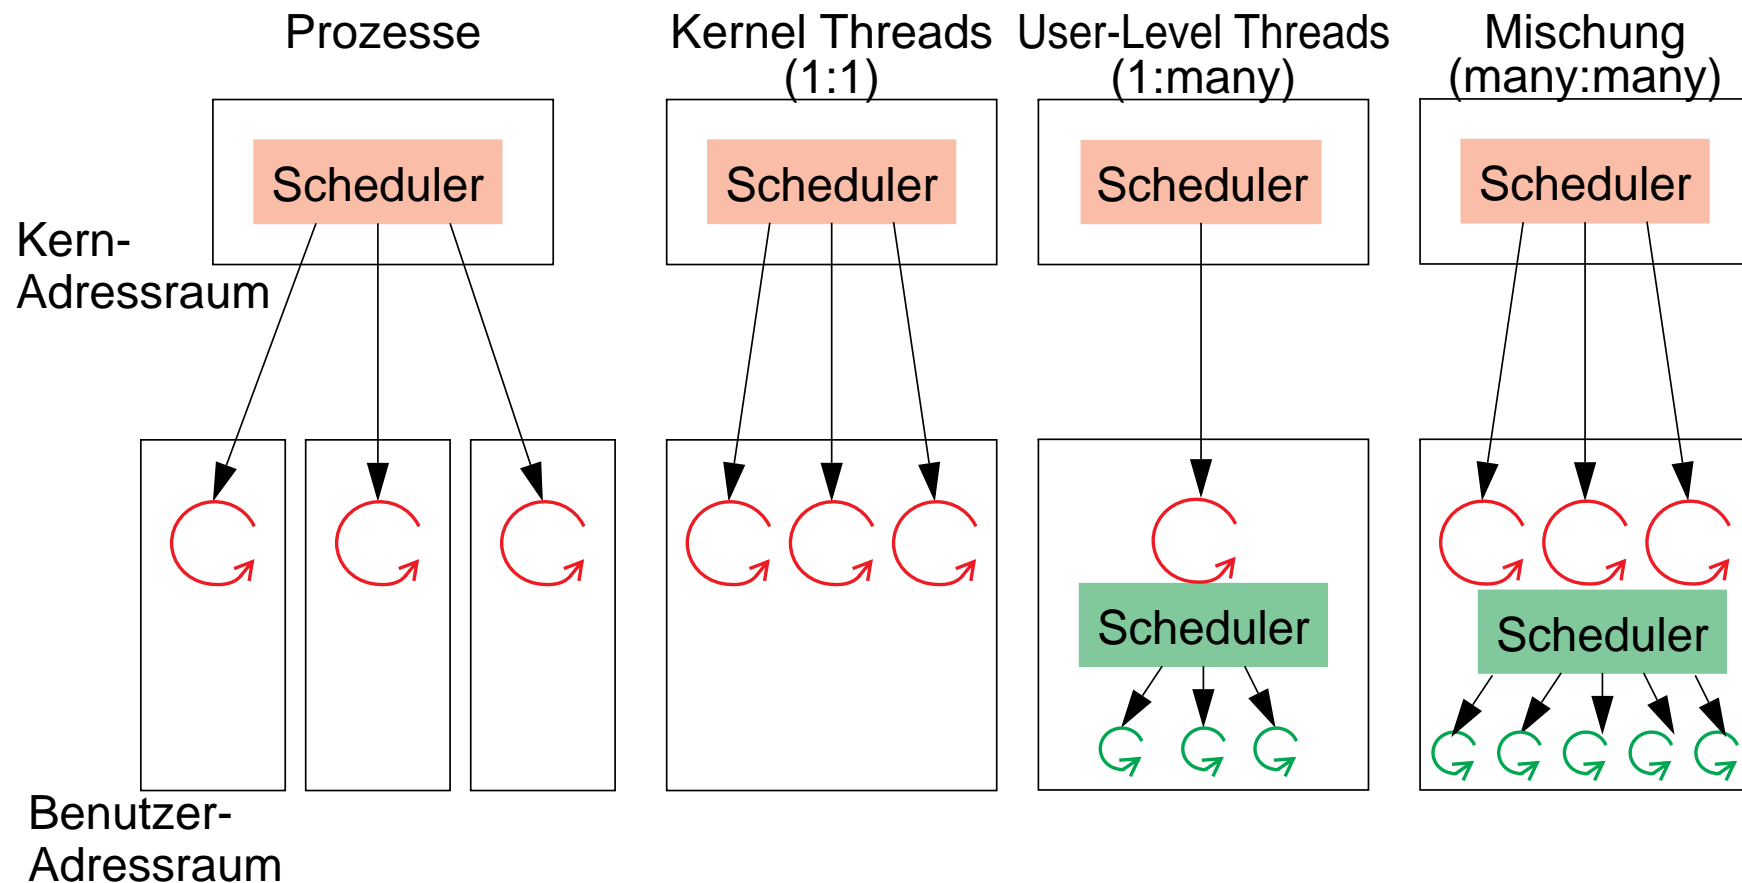 Prozesse
Kernel Threads
(1:1)
User-Level Threads
(1:many)
Mischung
(many:many)
Scheduler
Scheduler
Scheduler
Scheduler
Kern-
Adressraum
Scheduler
Scheduler
Benutzer-
Adressraum